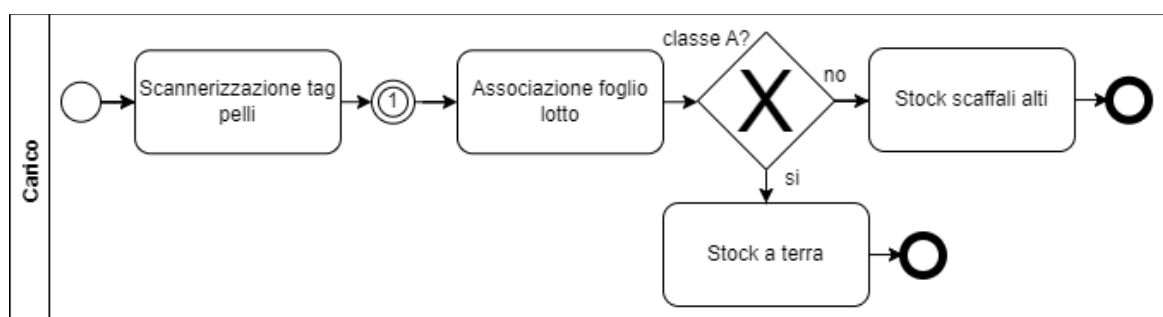 Carico
Scannerizzazione tag
pelli
1
Associazione foglio
lotto
classe A?
X
no
Stock scaffali alti
si
Stock a terra